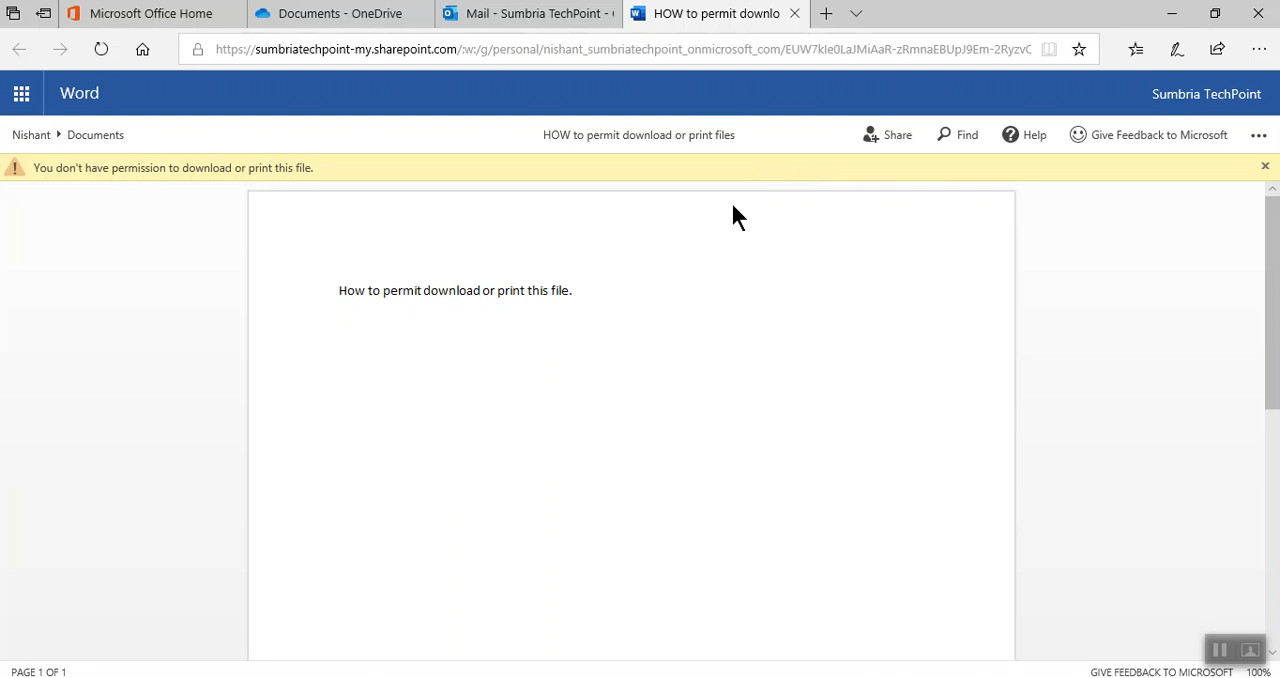 Microsoft Office Home
Documents - OneDrive
Mail - Sumbria TechPoint -
HOW to permit downlo
https://sumbriatechpoint-my.sharepoint.com/:w:/g/personal/nishant_sumbriatechpoint_onmicrosoft_com/
Word
Sumbria TechPoint
Nishant Documents
HOW to permit download or print files
Share
Find
Help
Give Feedback to Microsoft
You don't have permission to download or print this file.
How to permit download or print this file.
PAGE 1 OF 1
GIVE FEEDBACK TO MICROSOFT 100%